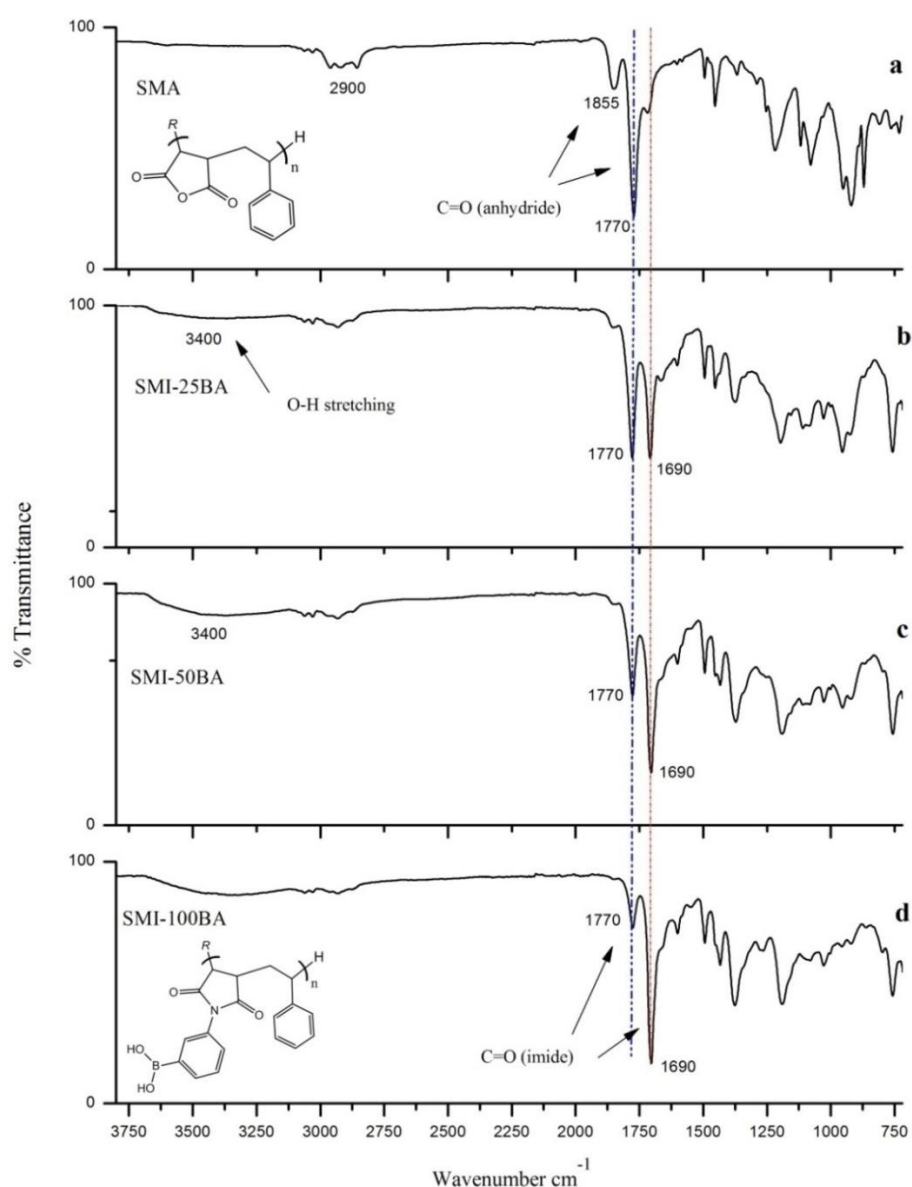 100
a
SMA
2900
1855
R
H
n
O
O
O
C=O (anhydride)
1770
0
100
b
3400
SMI-25BA
O-H stretching
1770
1690
0
% Transmittance
100
c
3400
SMI-50BA
1770
1690
0
100
d
SMI-100BA
1770
R
H
n
O
N
O
HO
B
HO
C=O (imide)
1690
0
3750 3500 3250 3000 2750 2500 2250 2000 1750 1500 1250 1000 750
Wavenumber cm⁻¹